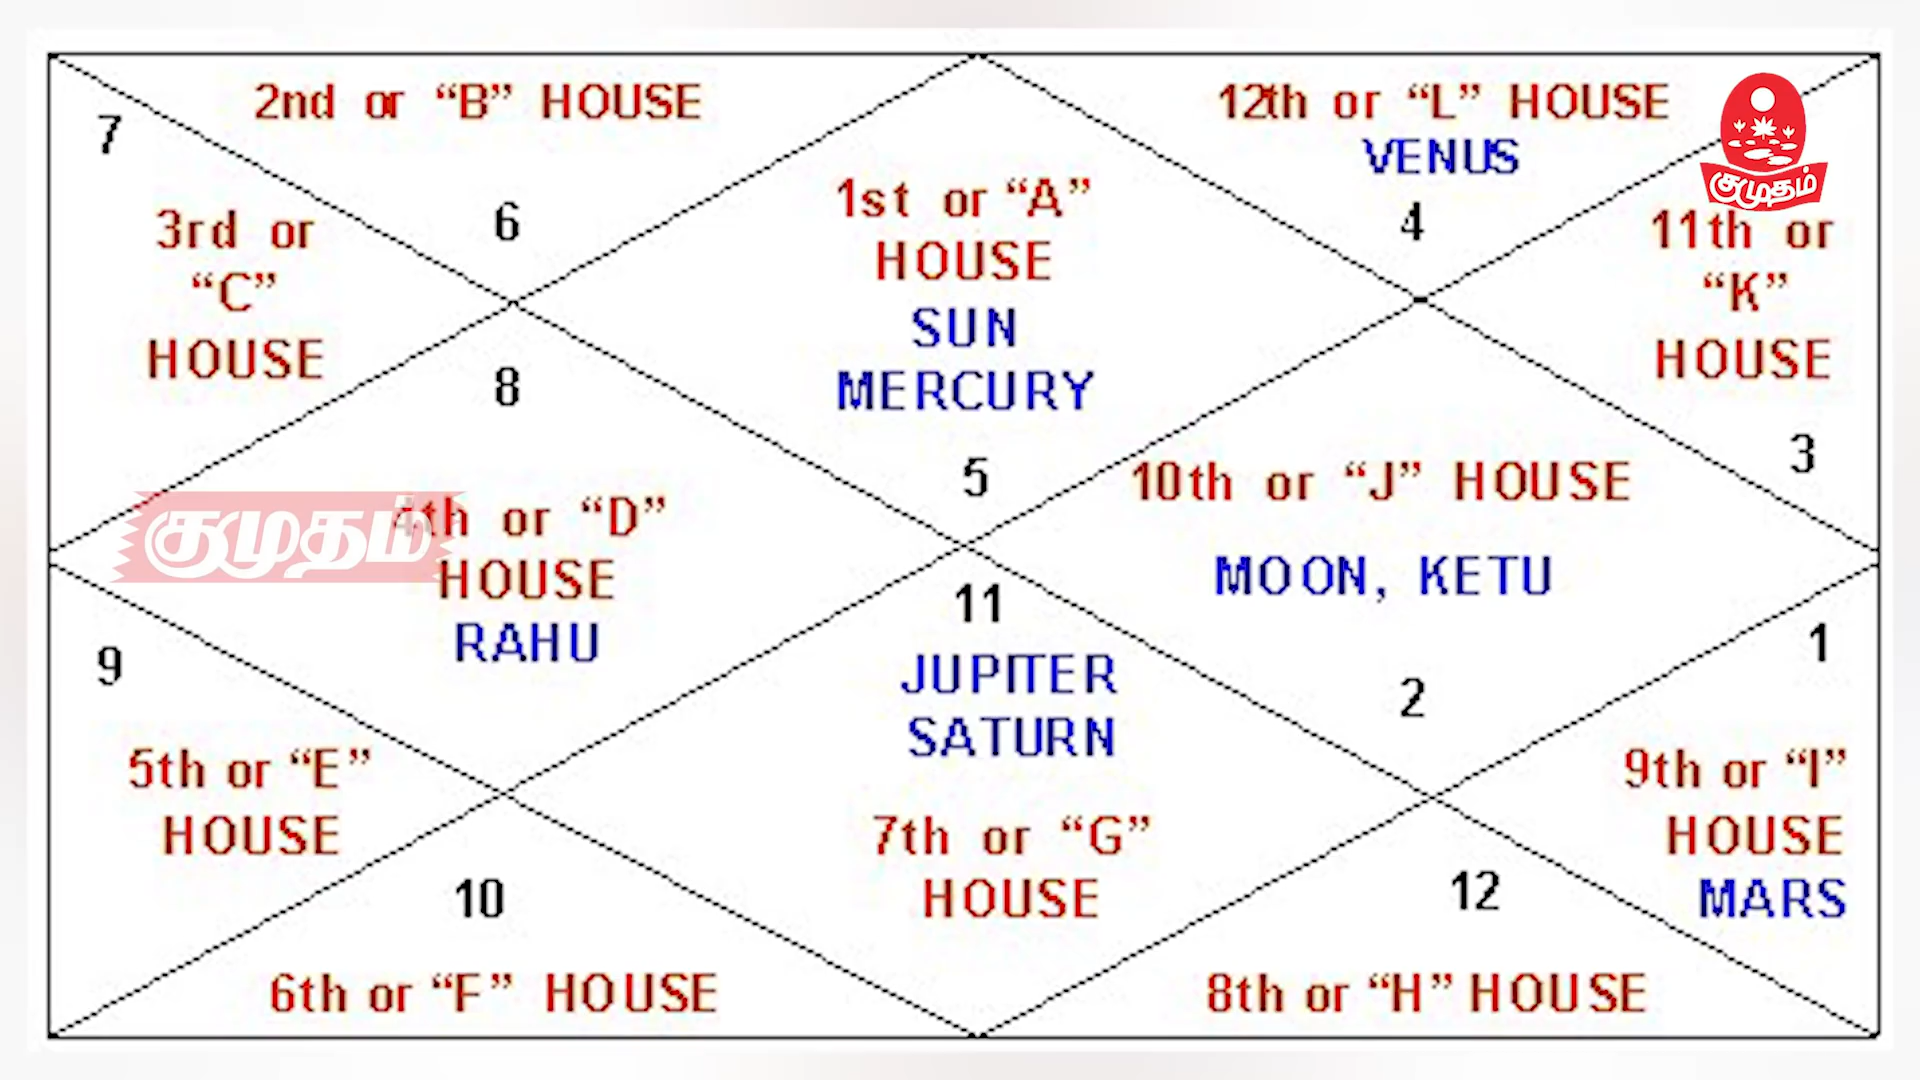 2nd or “B” HOUSE
6
7
3rd or
“C”
HOUSE
1st or “A”
HOUSE
SUN
MERCURY
5
12th or “L” HOUSE
VENUS
4
குமுதம்
11th or
“K”
HOUSE
3
8
4th or “D”
HOUSE
RAHU
குமுதம்
10th or “J” HOUSE
MOON, KETU
2
9
5th or “E”
HOUSE
11
JUPITER
SATURN
7th or “G”
HOUSE
1
9th or “I”
HOUSE
MARS
10
6th or “F” HOUSE
12
8th or “H” HOUSE